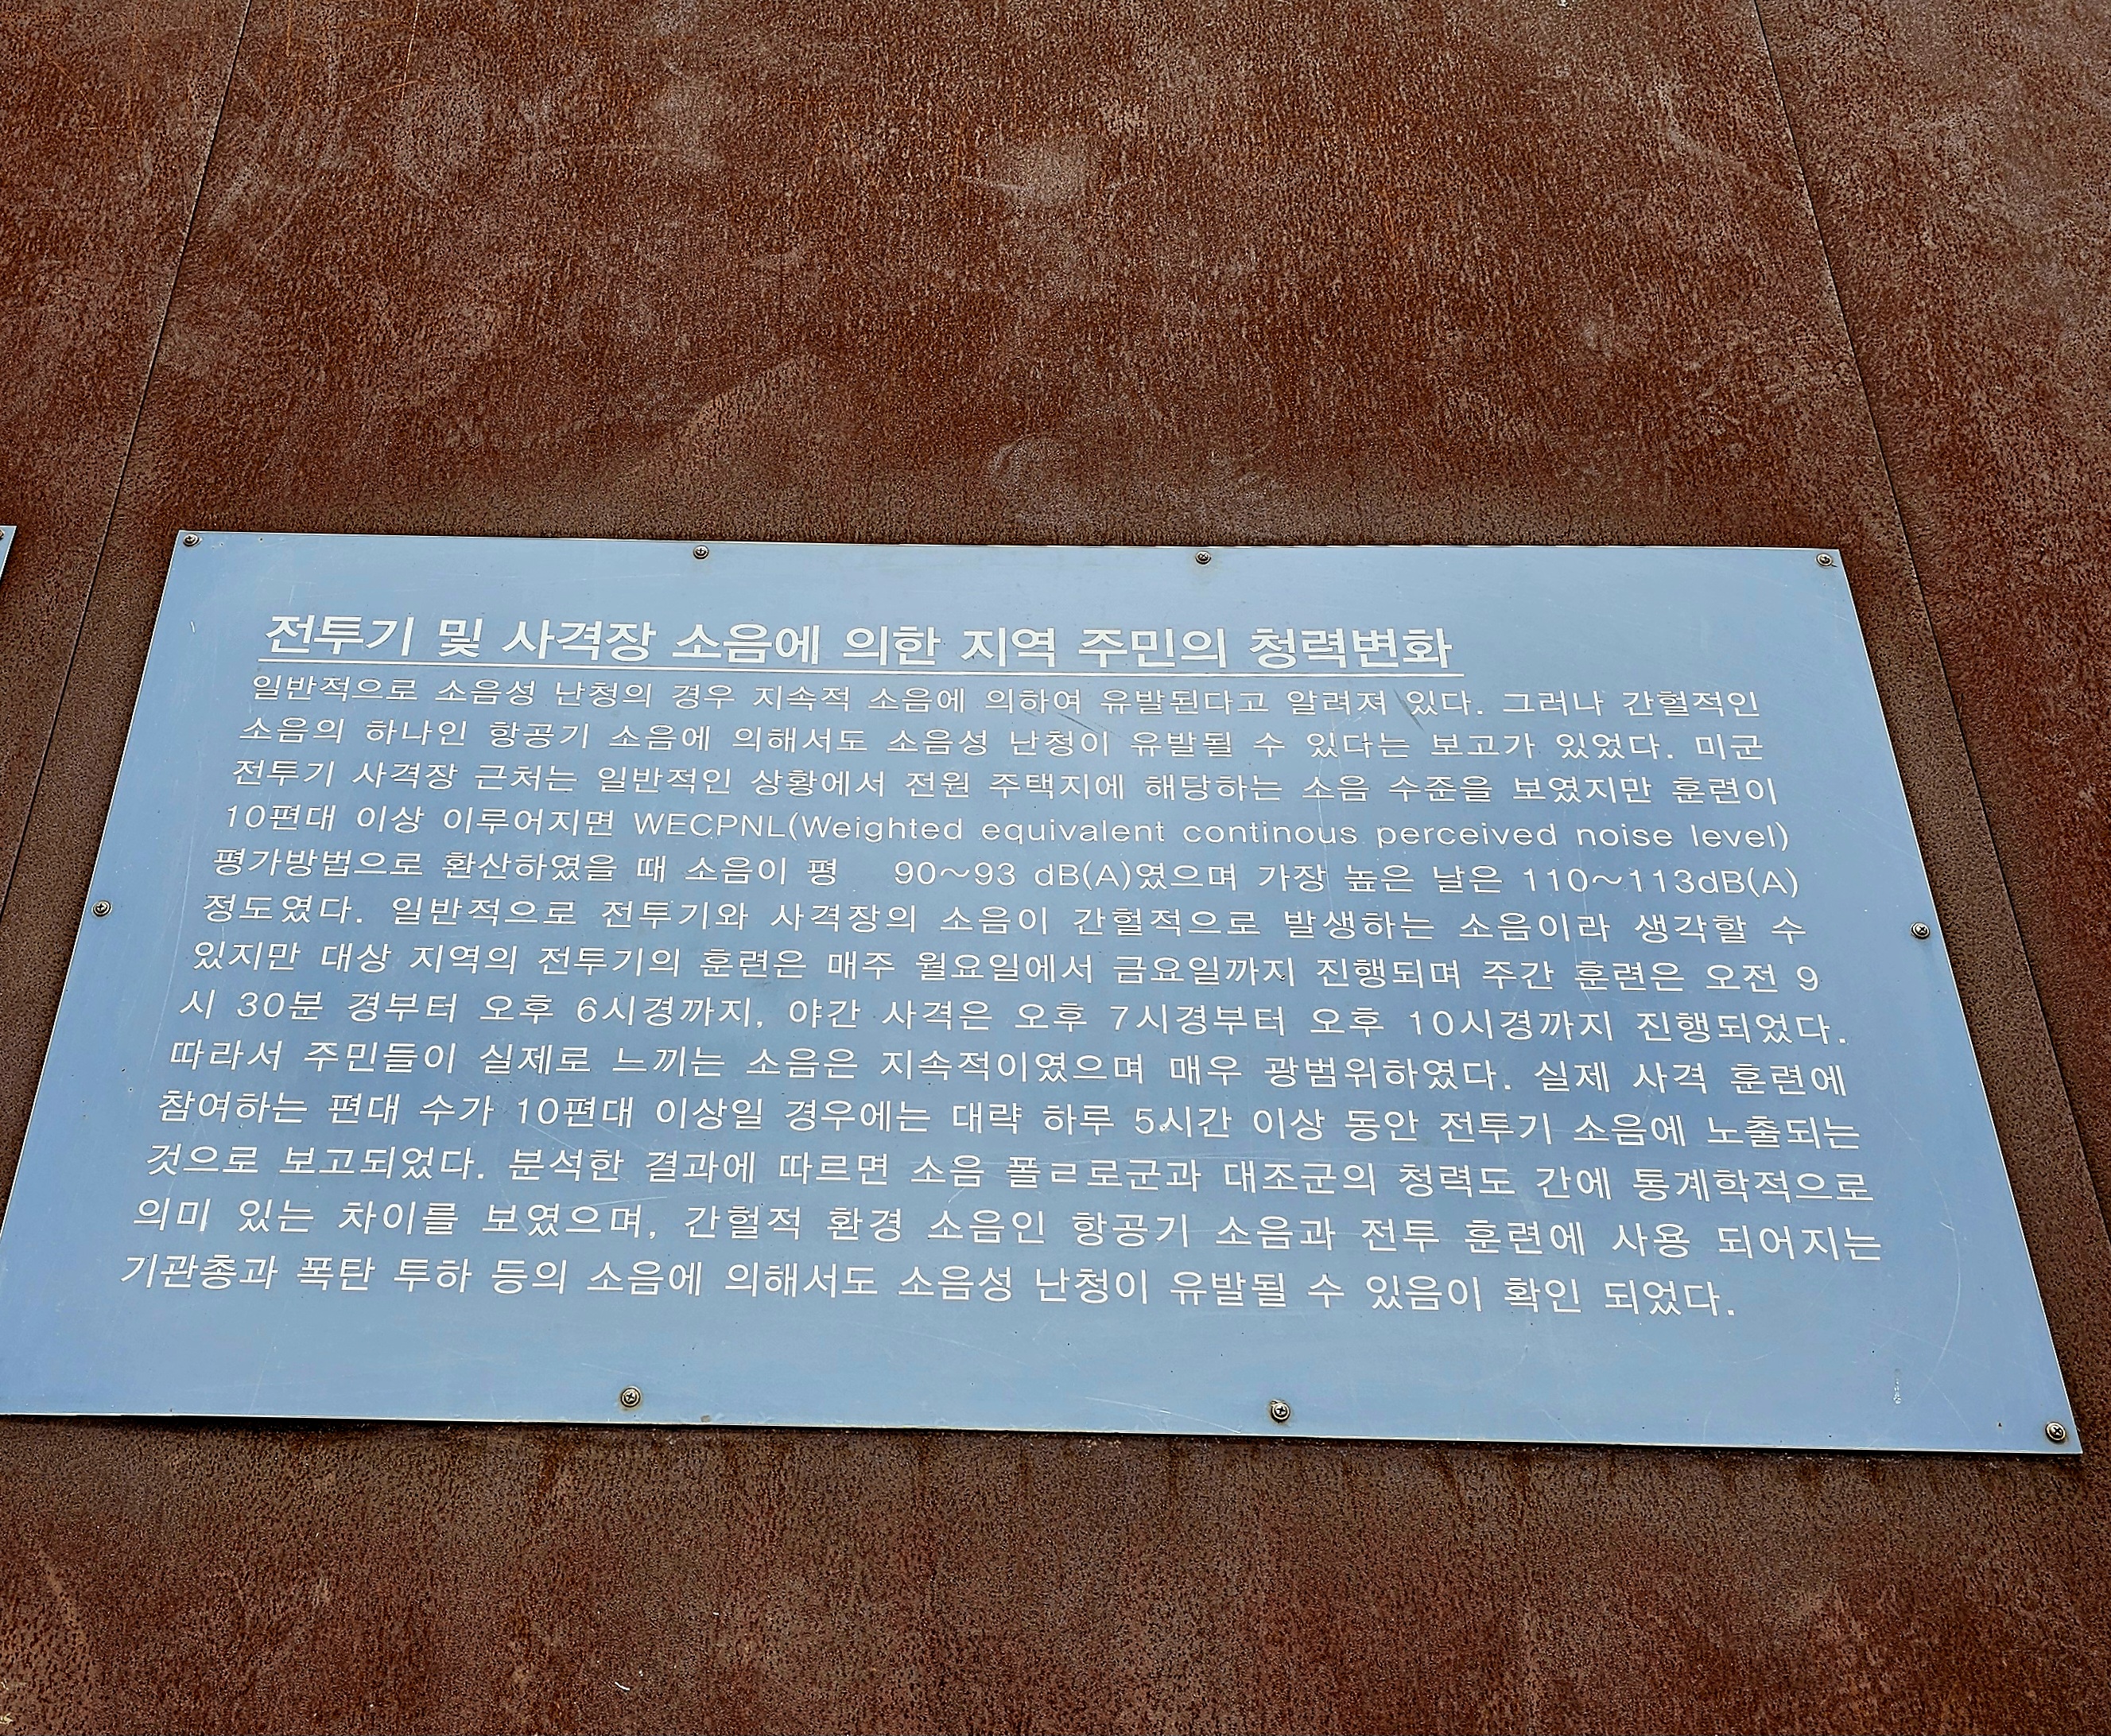 전투기 및 사격장 소음에 의한 지역 주민의 청력변화
일반적으로 소음성 난청의 경우 지속적 소음에 의하여 유발된다고 알려져 있다. 그러나 간헐적인
소음의 하나인 항공기 소음에 의해서도 소음성 난청이 유발될 수 있다는 보고가 있었다. 미군
전투기 사격장 근처는 일반적인 상황에서 전원 주택지에 해당하는 소음 수준을 보였지만 훈련이
10편대 이상 이루어지면 WECPNL(Weighted equivalent continous perceived noise level)
평가방법으로 환산하였을 때 소음이 평 90~93 dB(A)였으며 가장 높은 날은 110~113dB(A)
정도였다. 일반적으로 전투기와 사격장의 소음이 간헐적으로 발생하는 소음이라 생각할 수
있지만 대상 지역의 전투기의 훈련은 매주 월요일에서 금요일까지 진행되며 주간 훈련은 오전 9
시 30분 경부터 오후 6시경까지, 야간 사격은 오후 7시경부터 오후 10시경까지 진행되었다.
따라서 주민들이 실제로 느끼는 소음은 지속적이였으며 매우 광범위하였다. 실제 사격 훈련에
참여하는 편대 수가 10편대 이상일 경우에는 대략 하루 5시간 이상 동안 전투기 소음에 노출되는
것으로 보고되었다. 분석한 결과에 따르면 소음 폴ㄹ로군과 대조군의 청력도 간에 통계학적으로
의미 있는 차이를 보였으며, 간헐적 환경 소음인 항공기 소음과 전투 훈련에 사용 되어지는
기관총과 폭탄 투하 등의 소음에 의해서도 소음성 난청이 유발될 수 있음이 확인 되었다.